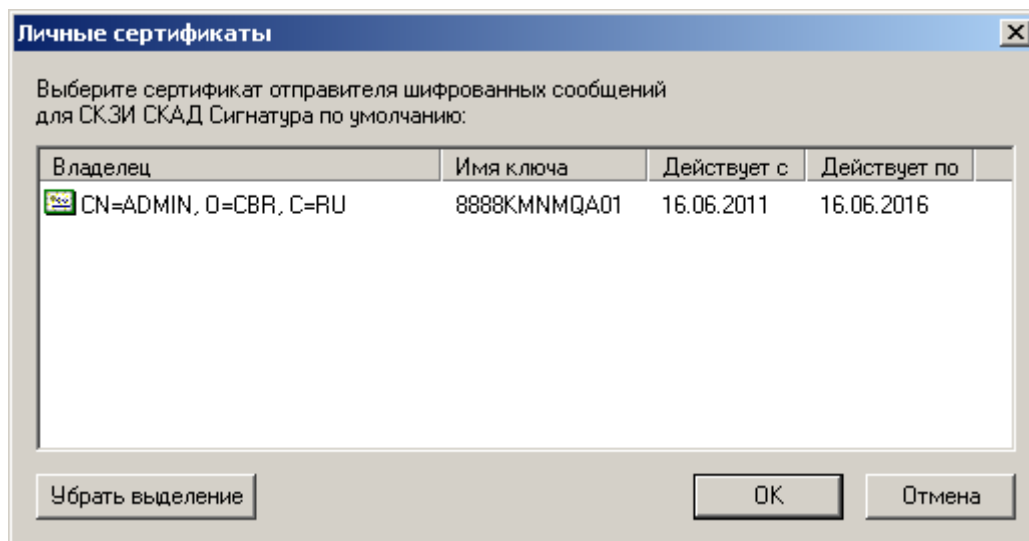 Личные сертификаты
Выберите сертификат отправителя шифрованных сообщений
для СКЗИ СКАД Сигнатура по умолчанию:
Владелец Имя ключа Действует с Действует по
CN=ADMIN, O=CBR, C=RU 8888KMNMQA01 16.06.2011 16.06.2016
Убрать выделение OK Отмена